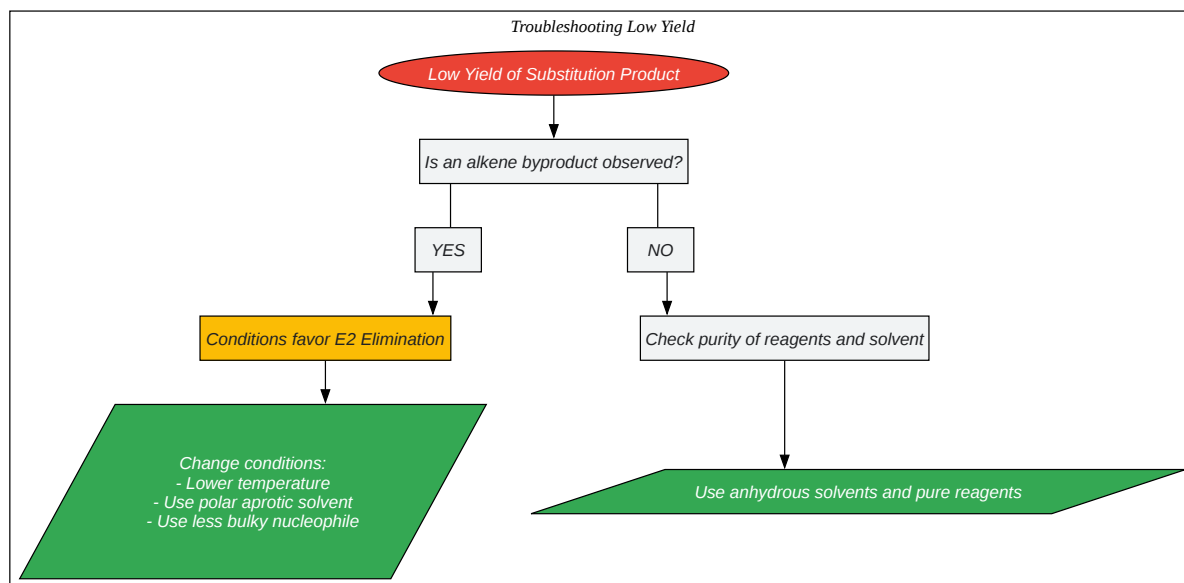 Troubleshooting Low Yield
Low Yield of Substitution Product
Is an alkene byproduct observed?
YES
NO
Conditions favor E2 Elimination
Check purity of reagents and solvent
Change conditions:
- Lower temperature
- Use polar aprotic solvent
- Use less bulky nucleophile
Use anhydrous solvents and pure reagents